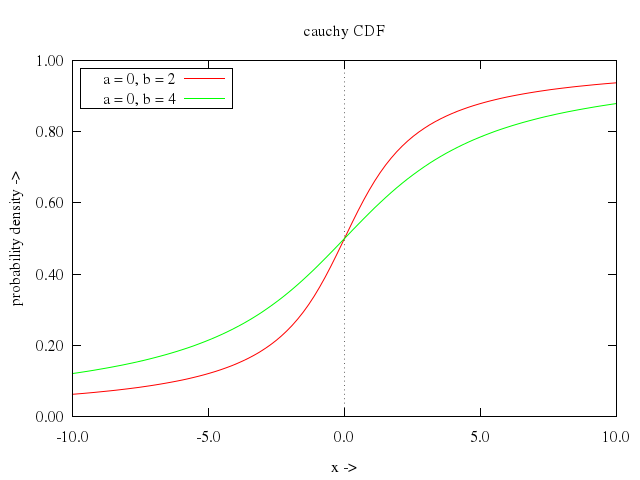 cauchy CDF
1.00
a = 0, b = 2
a = 0, b = 4
0.80
0.60
probability density ->
0.40
0.20
0.00
-10.0 -5.0 0.0 5.0 10.0
x ->